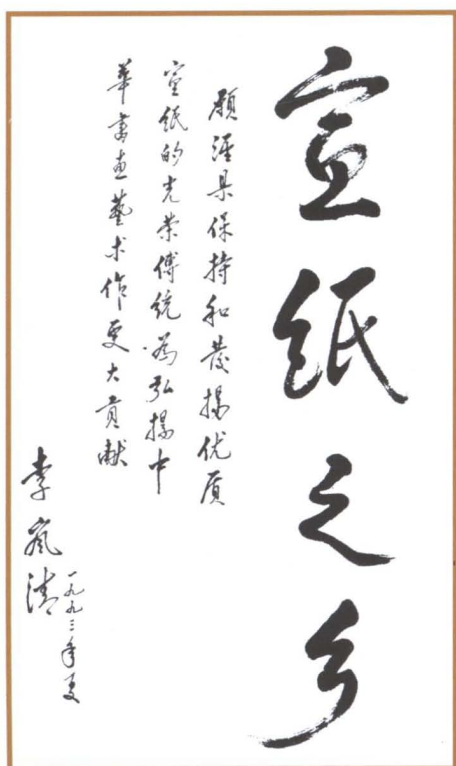 宣纸之乡
愿泾县保持和发扬优质
宣纸的光荣传统为弘扬中
华书画艺术作更大贡献
李岚清
一九九三年夏